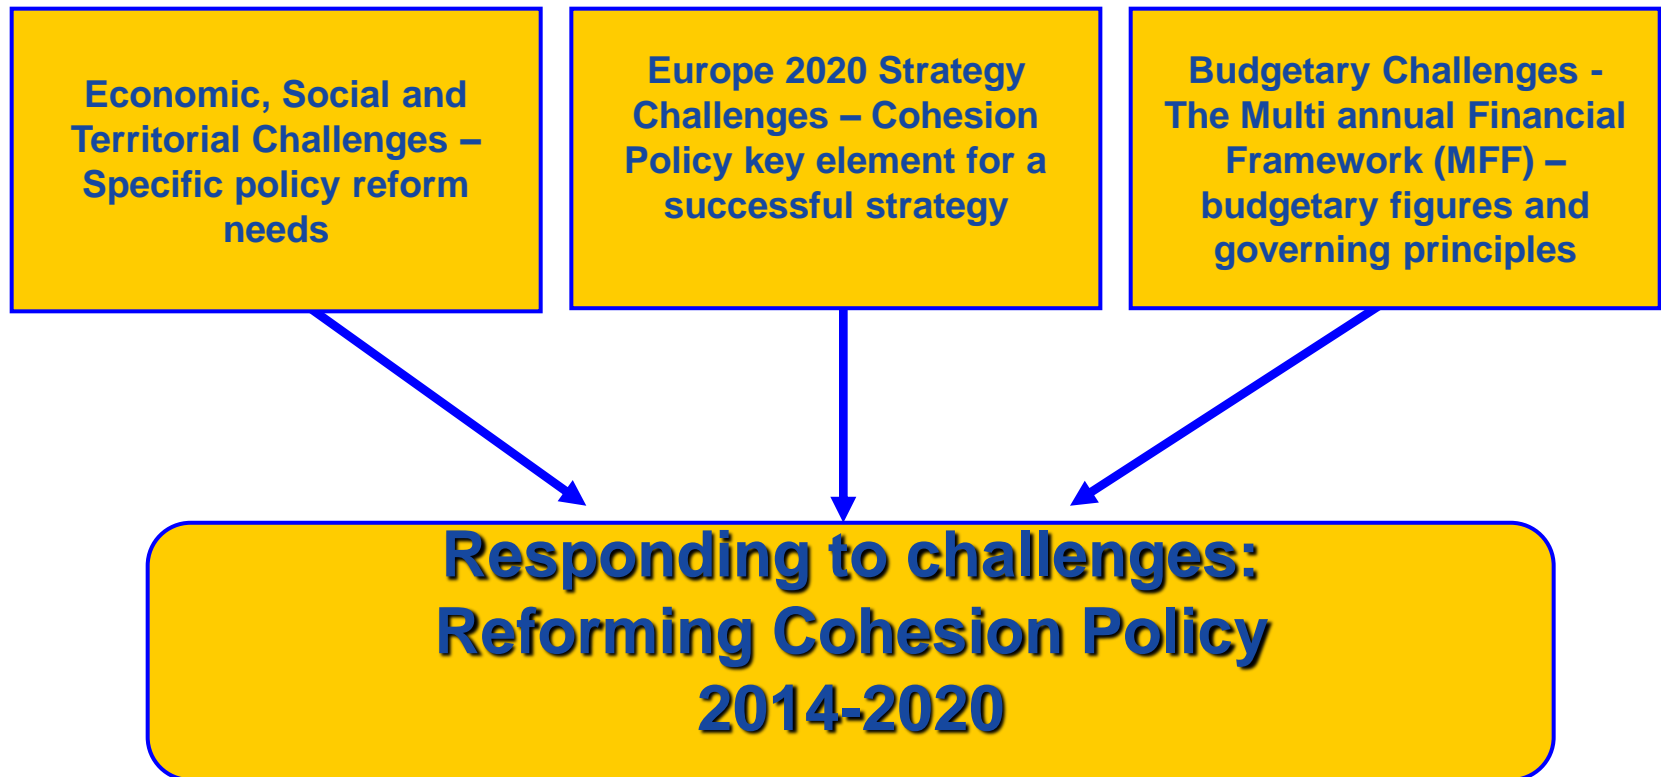 Economic, Social and
Territorial Challenges –
Specific policy reform
needs
Europe 2020 Strategy
Challenges – Cohesion
Policy key element for a
successful strategy
Budgetary Challenges -
The Multi annual Financial
Framework (MFF) –
budgetary figures and
governing principles
Responding to challenges:
Reforming Cohesion Policy
2014-2020